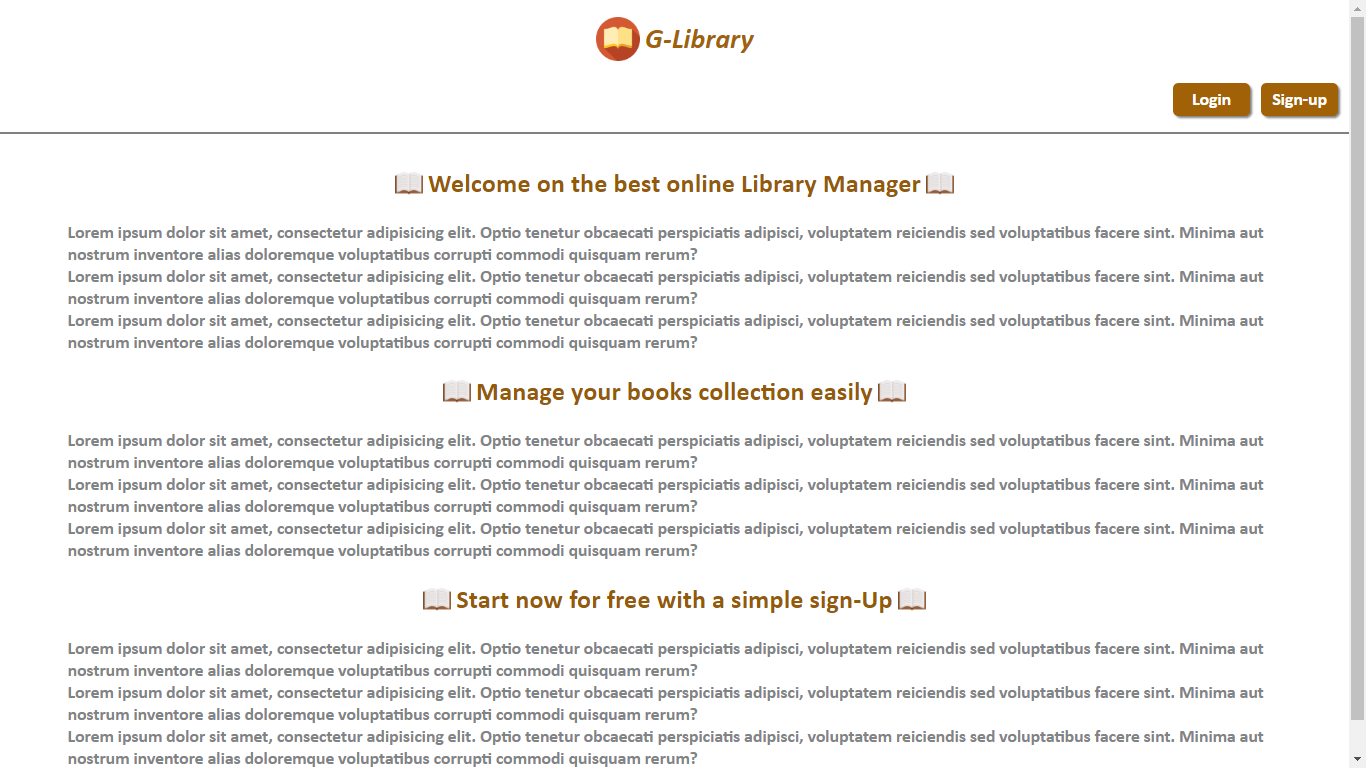 G-Library
Login Sign-up
Welcome on the best online Library Manager
Lorem ipsum dolor sit amet, consectetur adipisicing elit. Optio tenetur obcaecati perspiciatis adipisci, voluptatem reiciendis sed voluptatibus facere sint. Minima aut
nostrum inventore alias doloremque voluptatibus corrupti commodi quisquam rerum?
Lorem ipsum dolor sit amet, consectetur adipisicing elit. Optio tenetur obcaecati perspiciatis adipisci, voluptatem reiciendis sed voluptatibus facere sint. Minima aut
nostrum inventore alias doloremque voluptatibus corrupti commodi quisquam rerum?
Lorem ipsum dolor sit amet, consectetur adipisicing elit. Optio tenetur obcaecati perspiciatis adipisci, voluptatem reiciendis sed voluptatibus facere sint. Minima aut
nostrum inventore alias doloremque voluptatibus corrupti commodi quisquam rerum?
Manage your books collection easily
Lorem ipsum dolor sit amet, consectetur adipisicing elit. Optio tenetur obcaecati perspiciatis adipisci, voluptatem reiciendis sed voluptatibus facere sint. Minima aut
nostrum inventore alias doloremque voluptatibus corrupti commodi quisquam rerum?
Lorem ipsum dolor sit amet, consectetur adipisicing elit. Optio tenetur obcaecati perspiciatis adipisci, voluptatem reiciendis sed voluptatibus facere sint. Minima aut
nostrum inventore alias doloremque voluptatibus corrupti commodi quisquam rerum?
Lorem ipsum dolor sit amet, consectetur adipisicing elit. Optio tenetur obcaecati perspiciatis adipisci, voluptatem reiciendis sed voluptatibus facere sint. Minima aut
nostrum inventore alias doloremque voluptatibus corrupti commodi quisquam rerum?
Start now for free with a simple sign-Up
Lorem ipsum dolor sit amet, consectetur adipisicing elit. Optio tenetur obcaecati perspiciatis adipisci, voluptatem reiciendis sed voluptatibus facere sint. Minima aut
nostrum inventore alias doloremque voluptatibus corrupti commodi quisquam rerum?
Lorem ipsum dolor sit amet, consectetur adipisicing elit. Optio tenetur obcaecati perspiciatis adipisci, voluptatem reiciendis sed voluptatibus facere sint. Minima aut
nostrum inventore alias doloremque voluptatibus corrupti commodi quisquam rerum?
Lorem ipsum dolor sit amet, consectetur adipisicing elit. Optio tenetur obcaecati perspiciatis adipisci, voluptatem reiciendis sed voluptatibus facere sint. Minima aut
nostrum inventore alias doloremque voluptatibus corrupti commodi quisquam rerum?